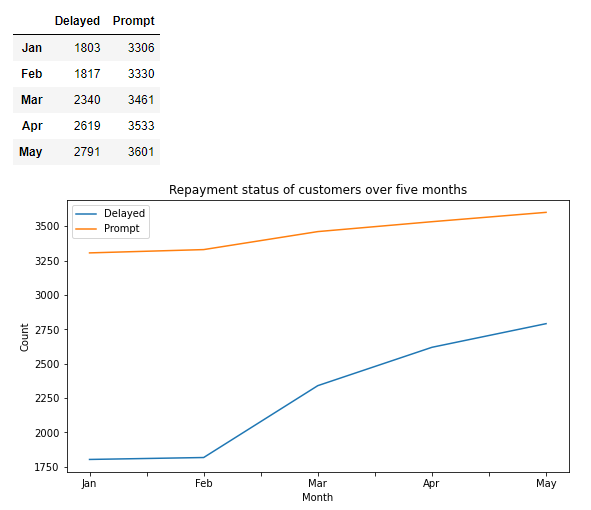 Delayed Prompt
Jan 1803 3306
Feb 1817 3330
Mar 2340 3461
Apr 2619 3533
May 2791 3601
Repayment status of customers over five months
Delayed
Prompt
3500
3250
3000
2750
2500
2250
2000
1750
Count
Jan Feb Mar Apr May
Month